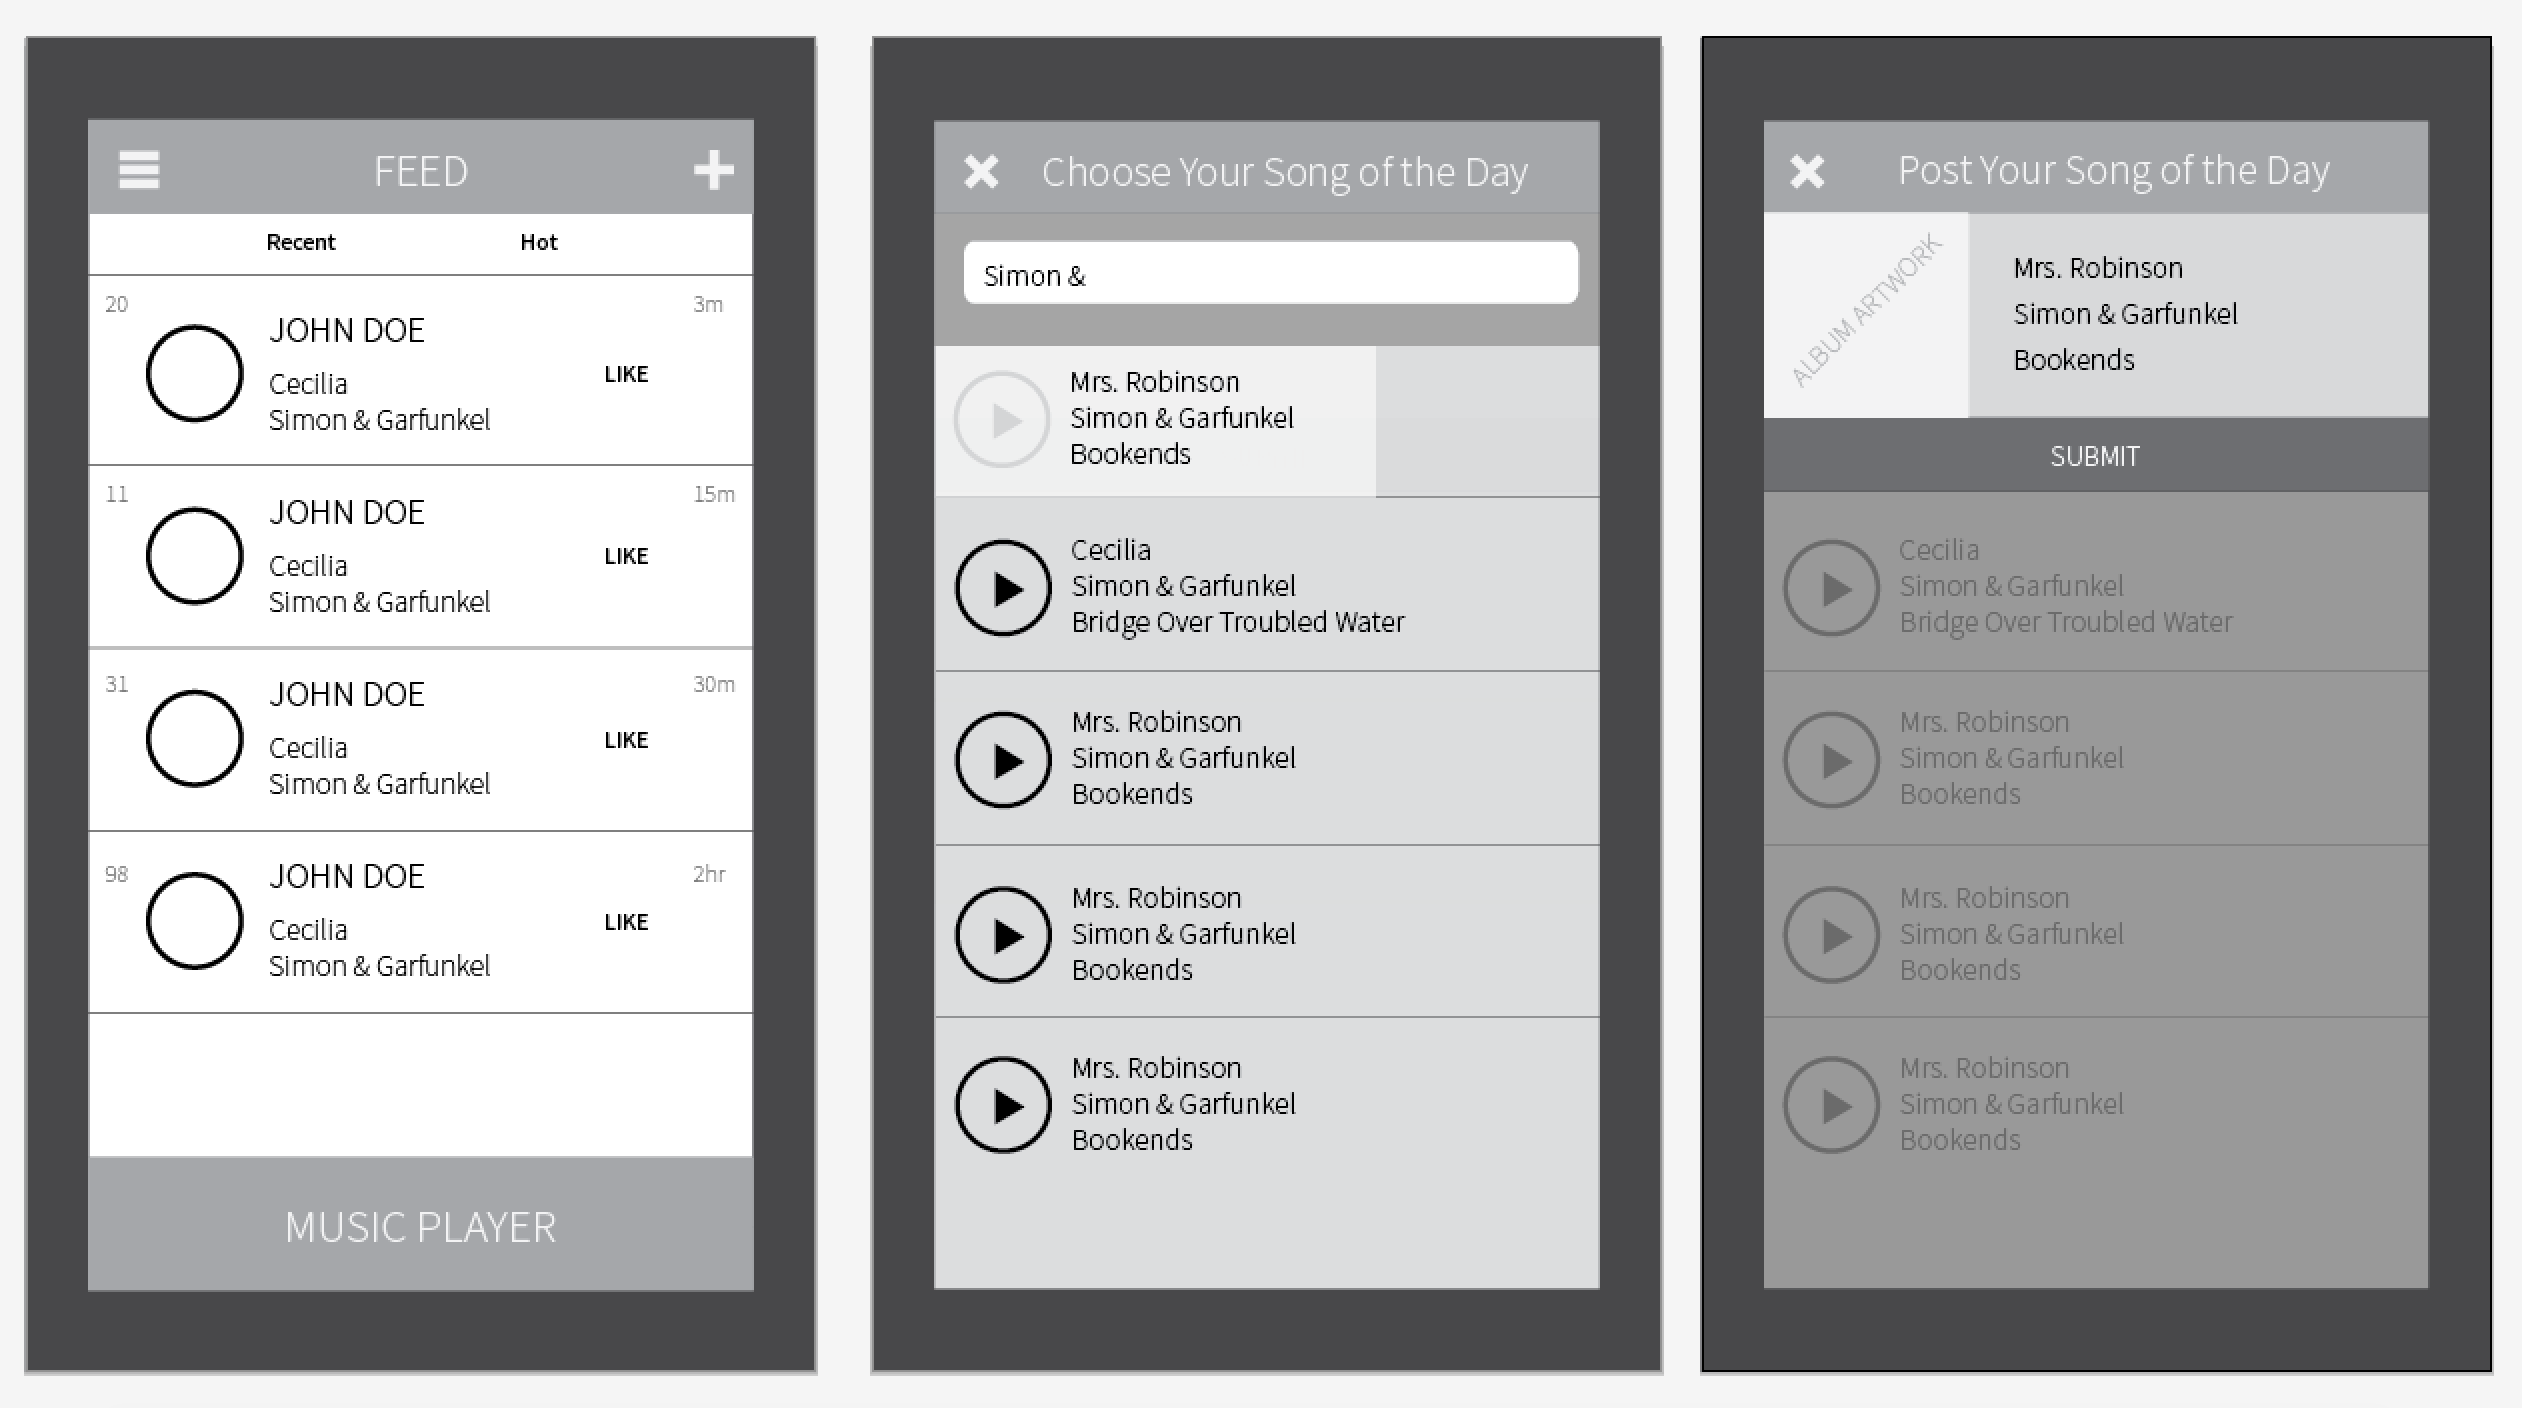 FEED
Recent Hot
20 3m
JOHN DOE
LIKE
Cecilia
Simon & Garfunkel
11 15m
JOHN DOE
LIKE
Cecilia
Simon & Garfunkel
31 30m
JOHN DOE
LIKE
Cecilia
Simon & Garfunkel
98 2hr
JOHN DOE
LIKE
Cecilia
Simon & Garfunkel
MUSIC PLAYER
Choose Your Song of the Day
Simon &
Mrs. Robinson
Simon & Garfunkel
Bookends
Cecilia
Simon & Garfunkel
Bridge Over Troubled Water
Mrs. Robinson
Simon & Garfunkel
Bookends
Mrs. Robinson
Simon & Garfunkel
Bookends
Mrs. Robinson
Simon & Garfunkel
Bookends
Post Your Song of the Day
ALBUM ARTWORK
Mrs. Robinson
Simon & Garfunkel
Bookends
SUBMIT
Cecilia
Simon & Garfunkel
Bridge Over Troubled Water
Mrs. Robinson
Simon & Garfunkel
Bookends
Mrs. Robinson
Simon & Garfunkel
Bookends
Mrs. Robinson
Simon & Garfunkel
Bookends